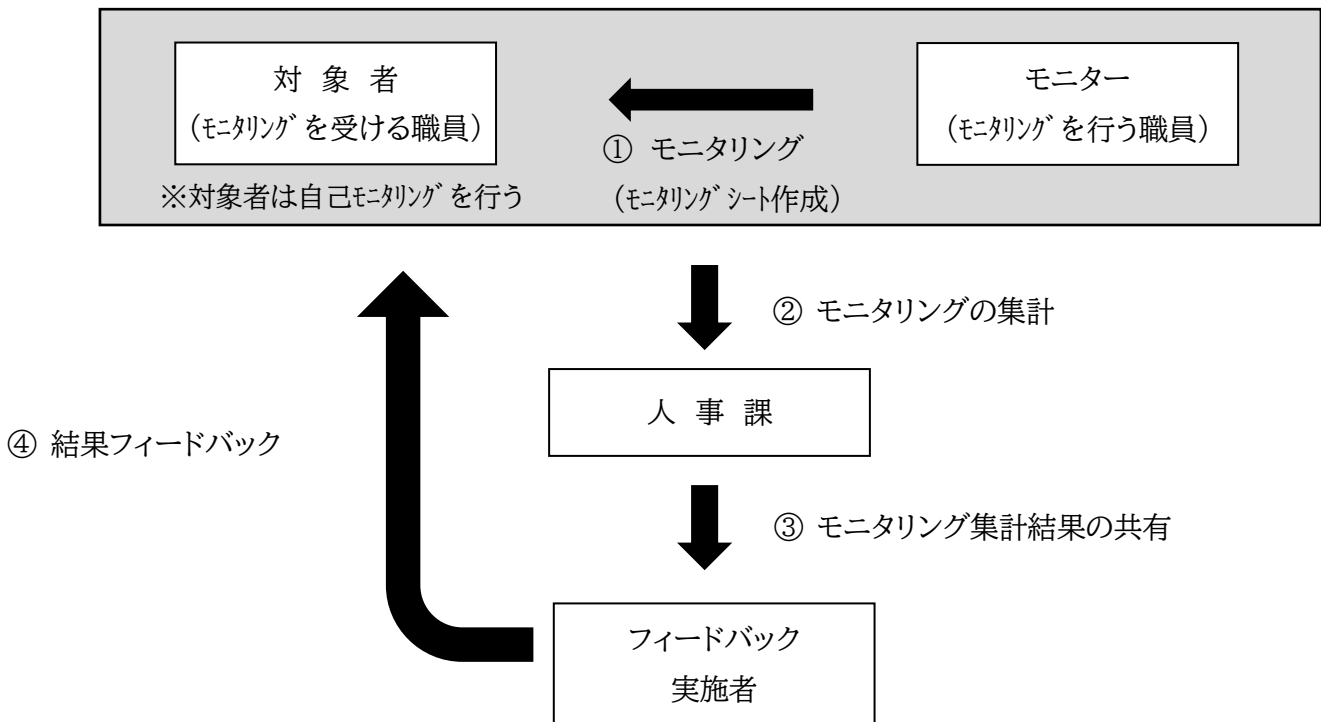 対 象 者
(ﾓﾆﾀﾘﾝｸﾞを受ける職員)
※対象者は自己ﾓﾆﾀﾘﾝｸﾞを行う
① モニタリング
(ﾓﾆﾀﾘﾝｸﾞｼｰﾄ作成)
モニター
(ﾓﾆﾀﾘﾝｸﾞを行う職員)
② モニタリングの集計
人 事 課
③ モニタリング集計結果の共有
④ 結果フィードバック
フィードバック
実施者